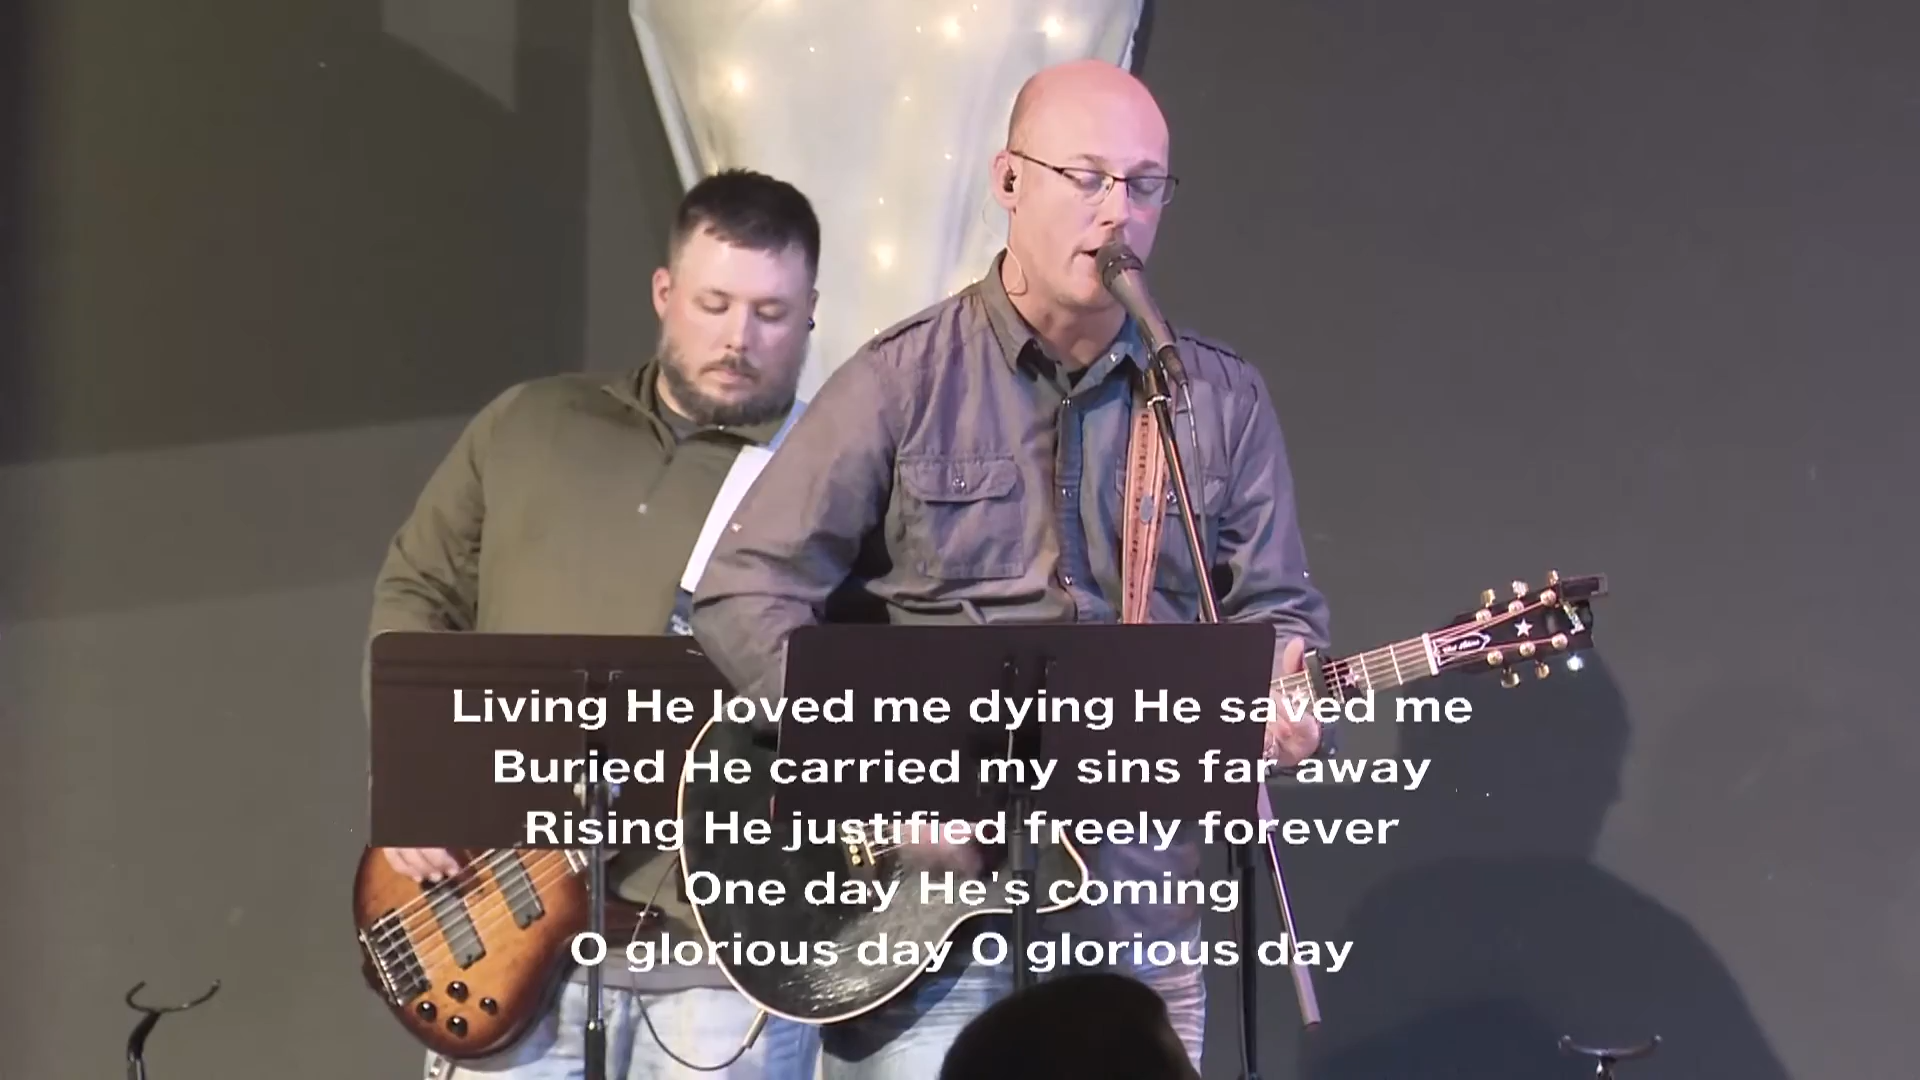 Living He loved me dying He saved me
Buried He carried my sins far away
Rising He justified freely forever
One day He's coming
O glorious day O glorious day